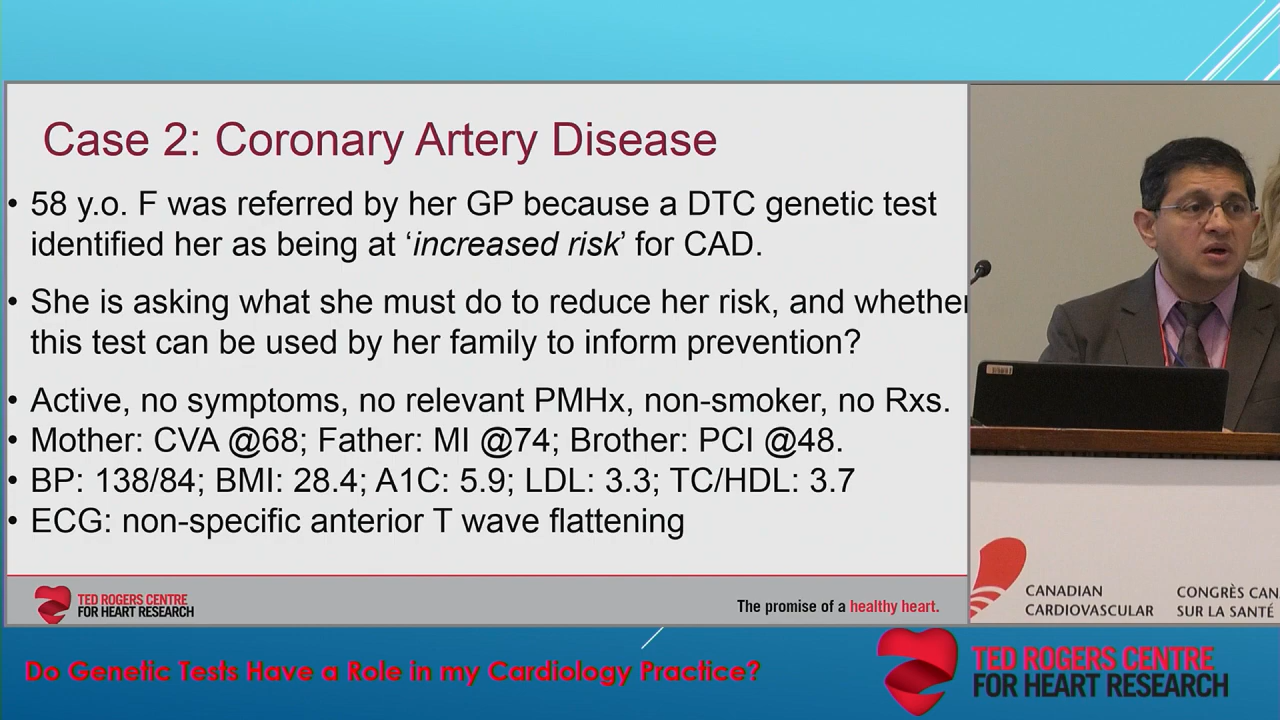 Case 2: Coronary Artery Disease
• 58 y.o. F was referred by her GP because a DTC genetic test
identified her as being at ‘increased risk’ for CAD.
• She is asking what she must do to reduce her risk, and whether
this test can be used by her family to inform prevention?
• Active, no symptoms, no relevant PMHx, non-smoker, no Rxs.
• Mother: CVA @68; Father: MI @74; Brother: PCI @48.
• BP: 138/84; BMI: 28.4; A1C: 5.9; LDL: 3.3; TC/HDL: 3.7
• ECG: non-specific anterior T wave flattening
TED ROGERS CENTRE
FOR HEART RESEARCH
The promise of a healthy heart.
CANADIAN
CARDIOVASCULAR
CONGRÈS CAN
SUR LA SANTÉ
Do Genetic Tests Have a Role in my Cardiology Practice?
TED ROGERS CENTRE
FOR HEART RESEARCH